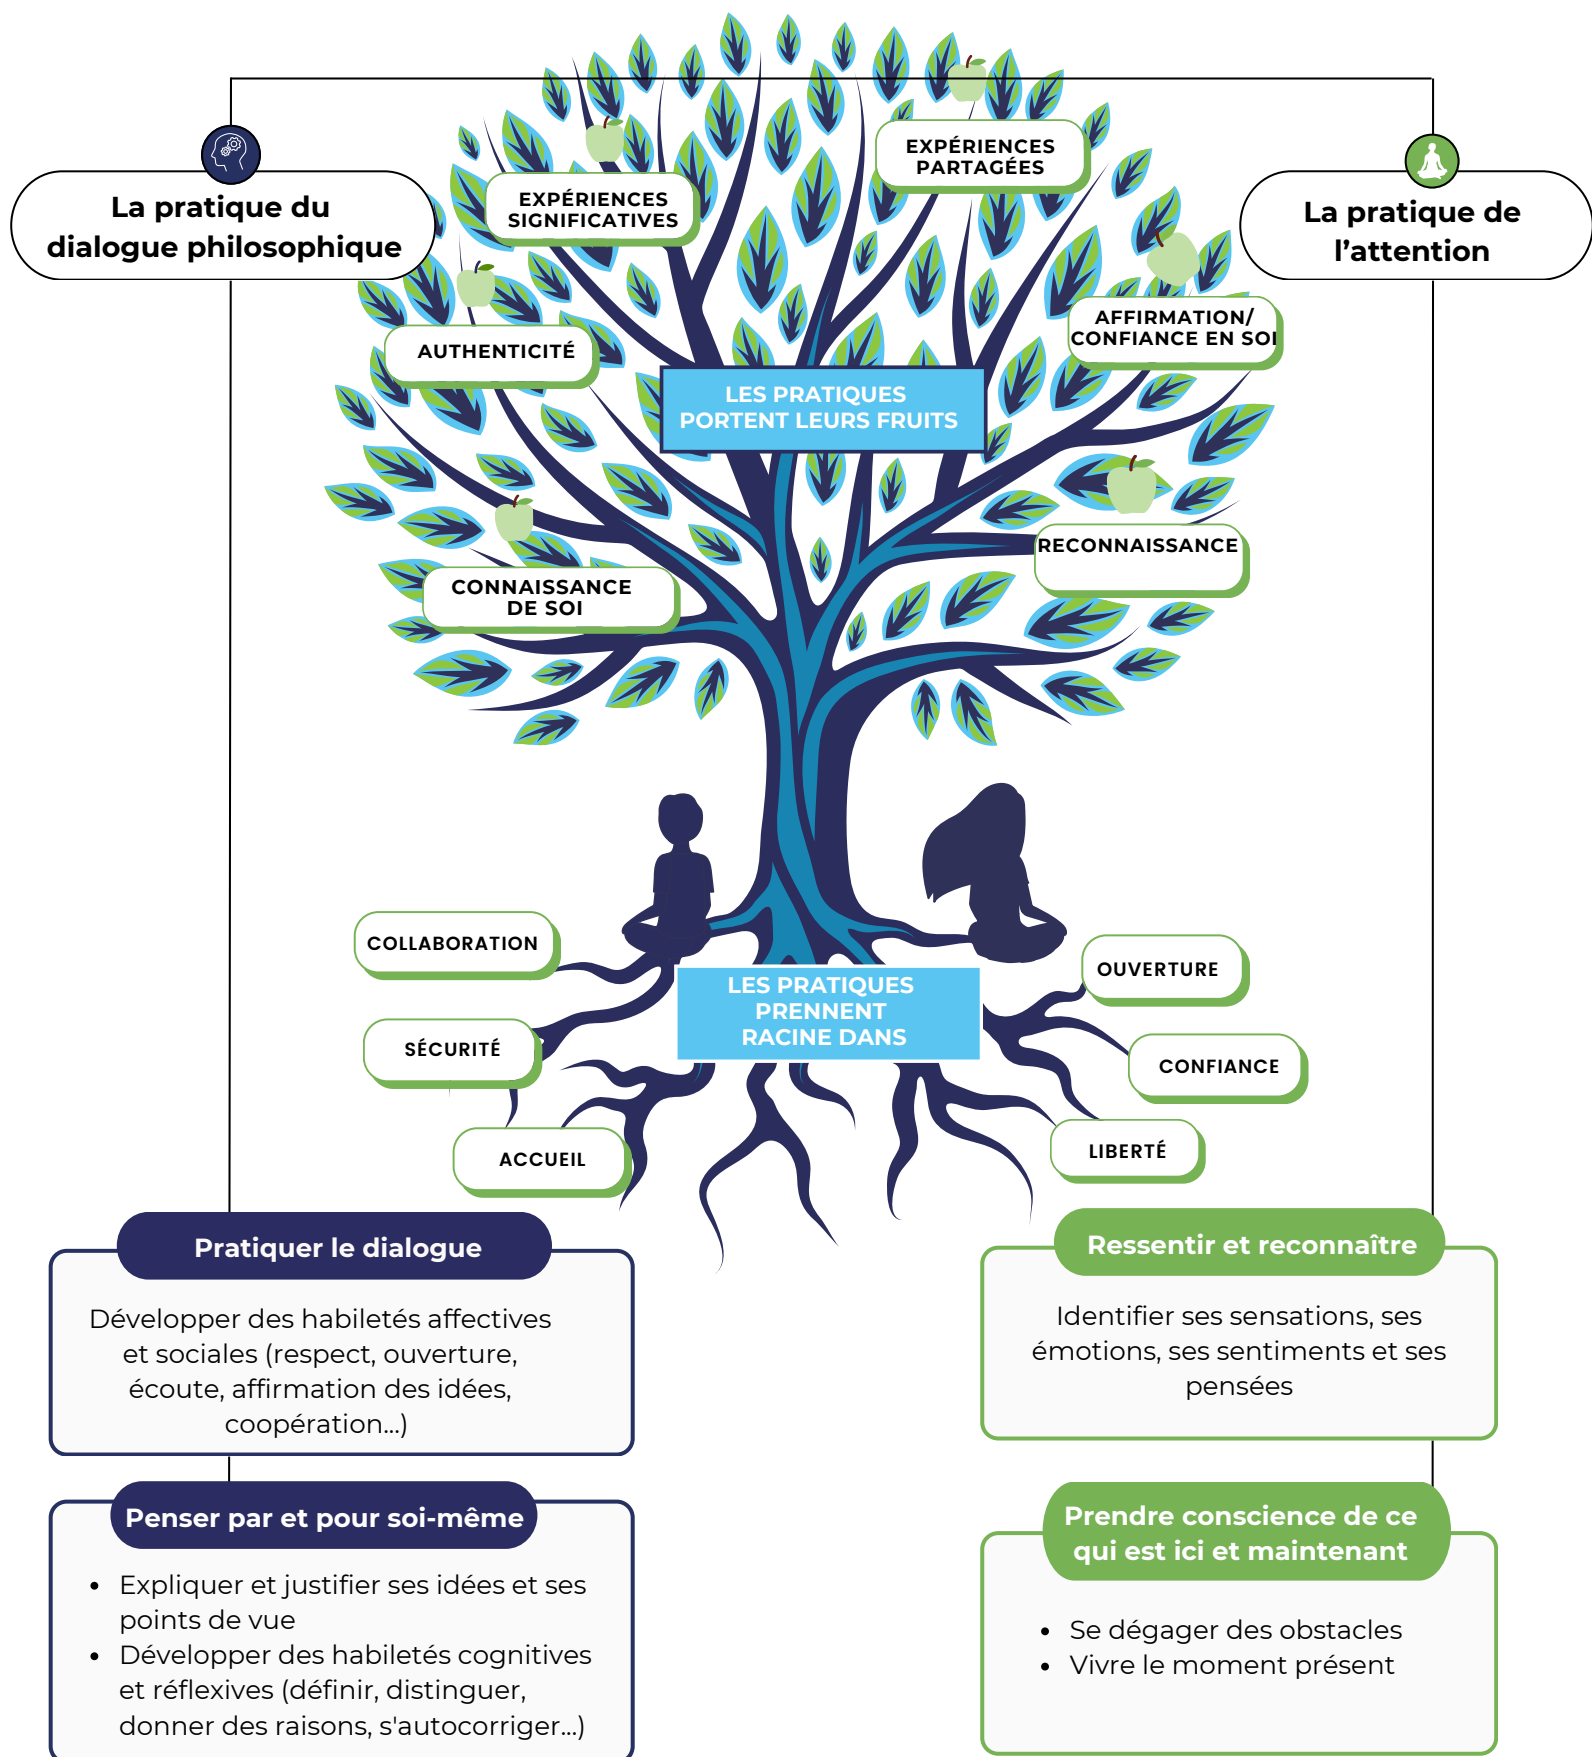 La pratique du
dialogue philosophique
La pratique de
l’attention
EXPÉRIENCES
PARTAGÉES
EXPÉRIENCES
SIGNIFICATIVES
AFFIRMATION/
CONFIANCE EN SOI
AUTHENTICITÉ
LES PRATIQUES
PORTENT LEURS FRUITS
RECONNAISSANCE
CONNAISSANCE
DE SOI
COLLABORATION
OUVERTURE
LES PRATIQUES
PRENNENT
RACINE DANS
SÉCURITÉ
CONFIANCE
ACCUEIL
LIBERTÉ
Pratiquer le dialogue
Développer des habiletés affectives
et sociales (respect, ouverture,
écoute, affirmation des idées,
coopération...)
Penser par et pour soi-même
• Expliquer et justifier ses idées et ses
points de vue
• Développer des habiletés cognitives
et réflexives (définir, distinguer,
donner des raisons, s'autocorriger...)
Ressentir et reconnaître
Identifier ses sensations, ses
émotions, ses sentiments et ses
pensées
Prendre conscience de ce
qui est ici et maintenant
• Se dégager des obstacles
• Vivre le moment présent